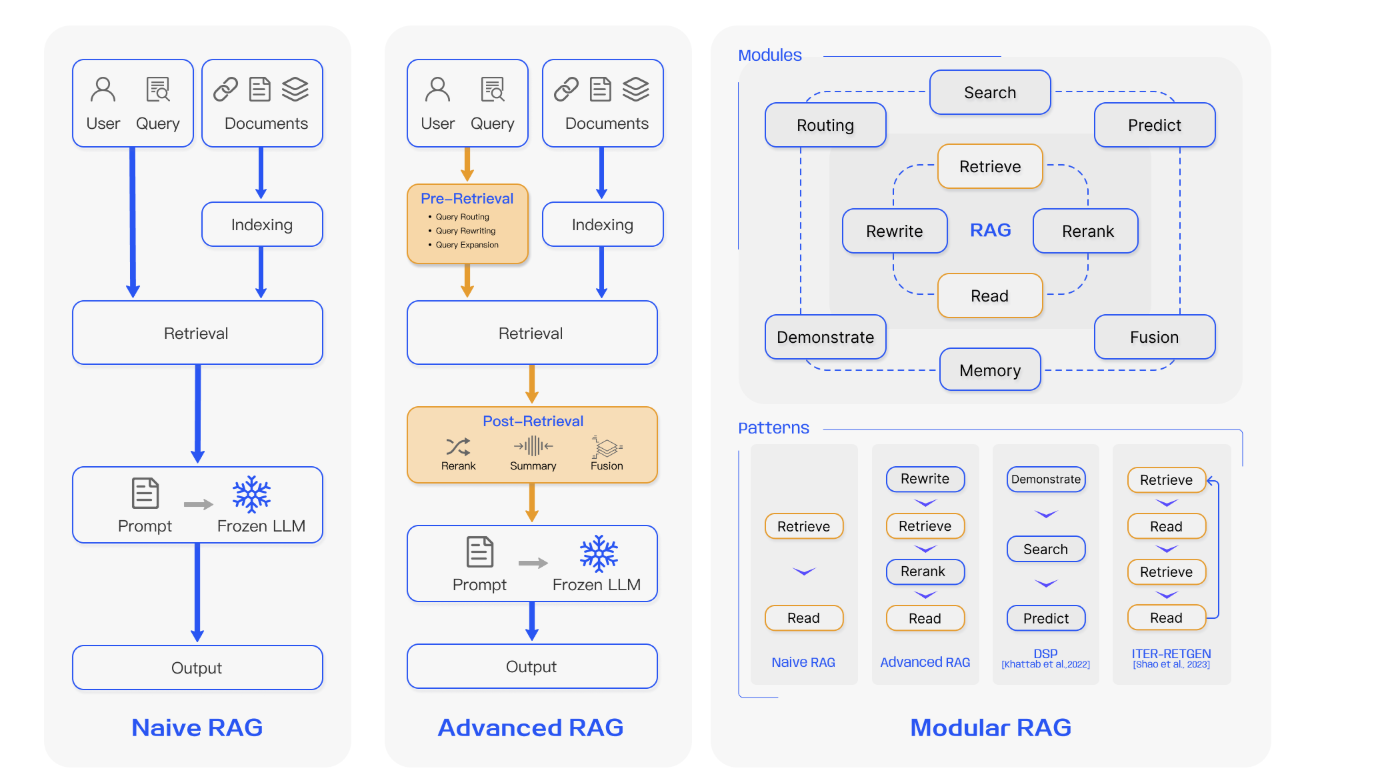 User Query
Documents
Indexing
Retrieval
Prompt
Frozen LLM
Output
Naive RAG
User Query
Documents
Pre-Retrieval
• Query Routing
• Query Rewriting
• Query Expansion
Indexing
Retrieval
Post-Retrieval
Rerank
Summary
Fusion
Prompt
Frozen LLM
Output
Advanced RAG
Modules
Search
Routing
Predict
Retrieve
Rewrite
RAG
Rerank
Read
Demonstrate
Fusion
Memory
Patterns
Retrieve
Read
Naive RAG
Rewrite
Retrieve
Rerank
Read
Advanced RAG
Demonstrate
Search
Predict
DSP
[Khattab et al.,2022]
Retrieve
Read
Retrieve
Read
ITER-RETGEN
[Shao et al., 2023]
Modular RAG